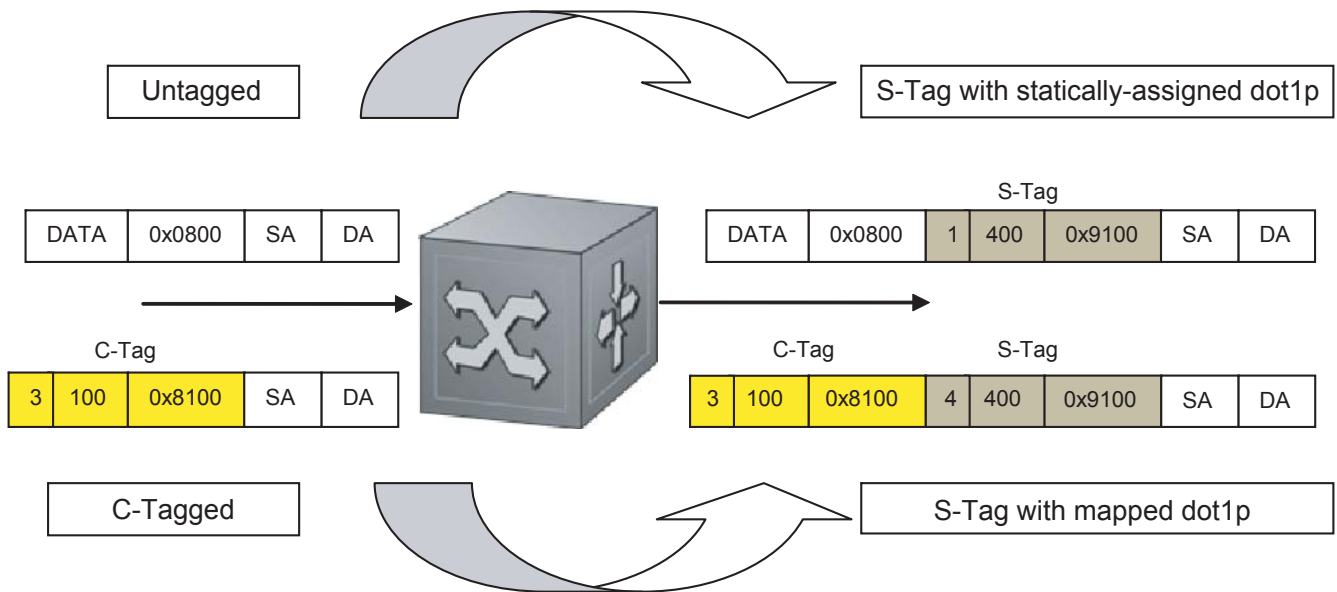 Untagged
S-Tag with statically-assigned dot1p
S-Tag
DATA 0x0800 SA DA
DATA 0x0800 1 400 0x9100 SA DA
C-Tag
C-Tag S-Tag
3 100 0x8100 SA DA
3 100 0x8100 4 400 0x9100 SA DA
C-Tagged
S-Tag with mapped dot1p